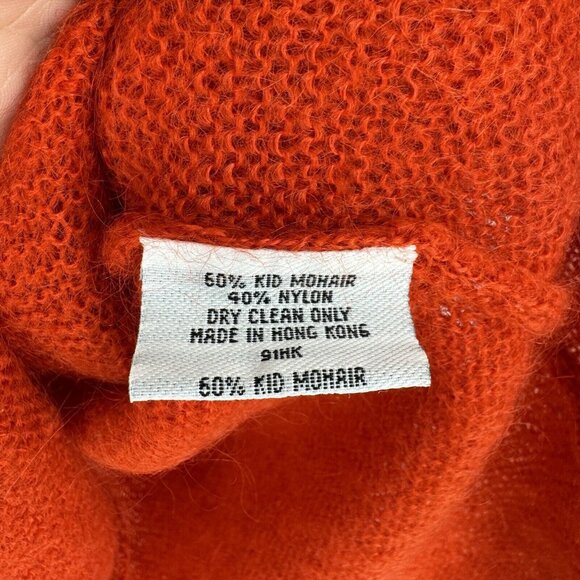 60% KID MOHAIR
40% NYLON
DRY CLEAN ONLY
MADE IN HONG KONG
91HK
60% KID MOHAIR